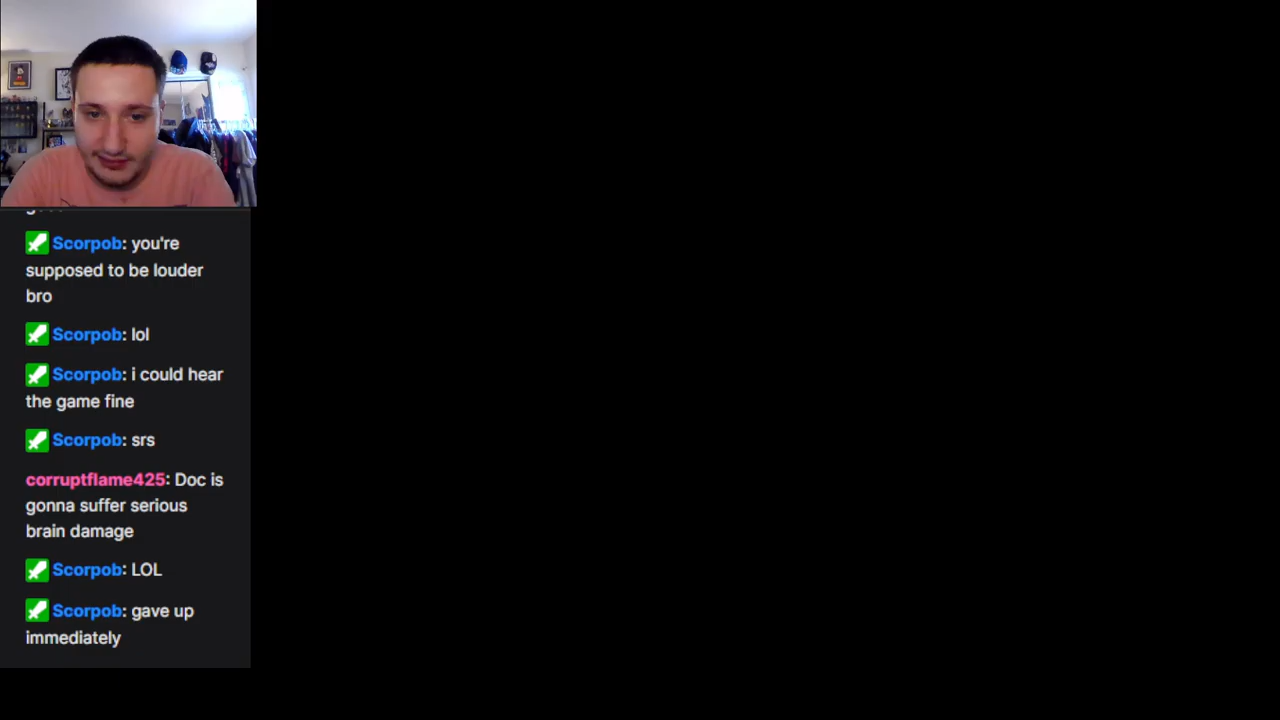 Scorpob: you're
supposed to be louder
bro
Scorpob: lol
Scorpob: i could hear
the game fine
Scorpob: srs
corruptflame425: Doc is
gonna suffer serious
brain damage
Scorpob: LOL
Scorpob: gave up
immediately